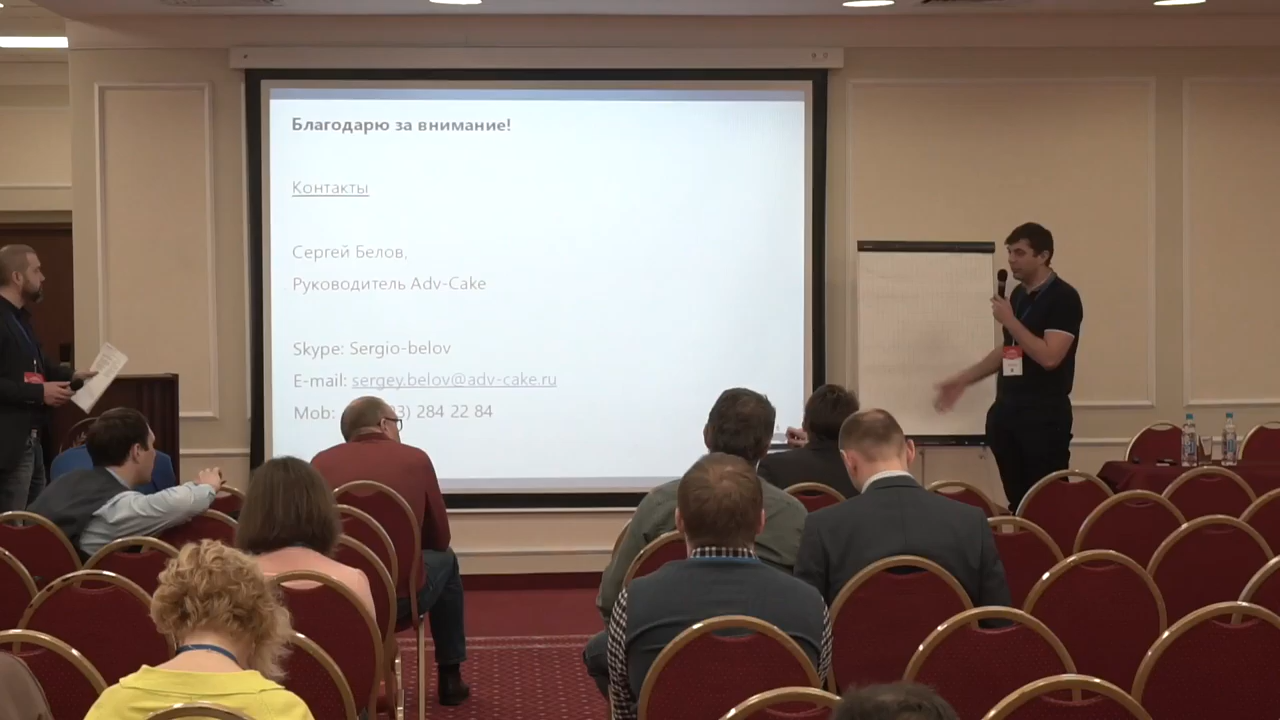 Благодарю за внимание!
Контакты
Сергей Белов,
Руководитель Adv-Cake
Skype: Sergio-belov
E-mail: sergey.belov@adv-cake.ru
Mob: 284 22 84